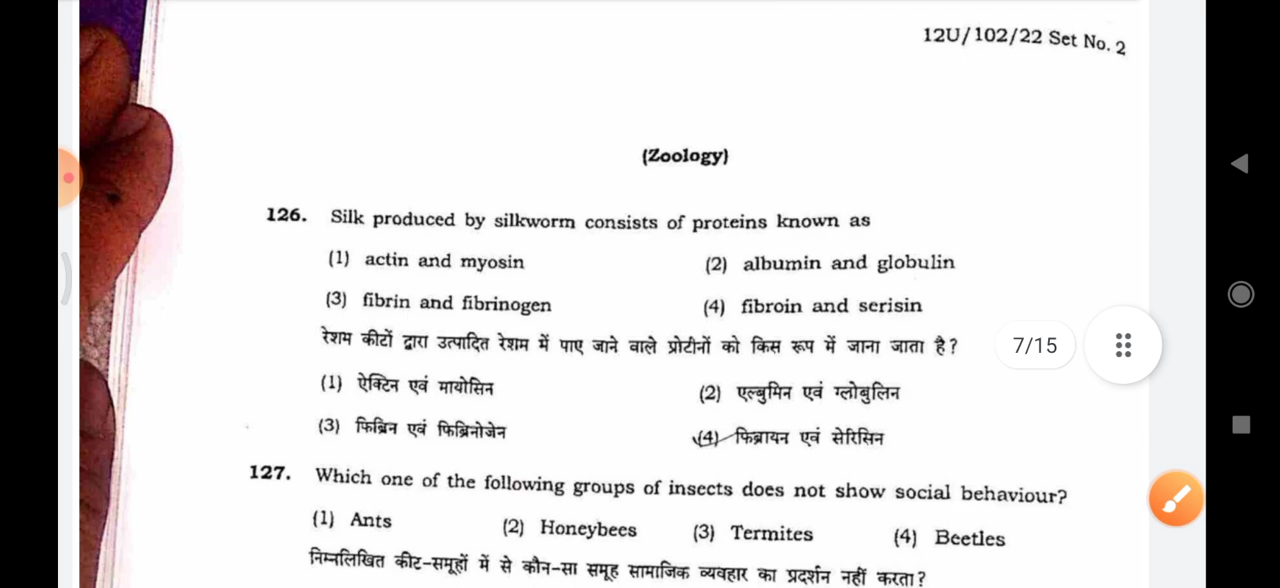 12U/102/22 Set No. 2
(Zoology)
126. Silk produced by silkworm consists of proteins known as
(1) actin and myosin (2) albumin and globulin
(3) fibrin and fibrinogen (4) fibroin and serisin
रेशम कीटों द्वारा उत्पादित रेशम में पाए जाने वाले प्रोटीनों को किस रूप में जाना जाता है?
7/15
(1) ऐक्टिन एवं मायोसिन (2) एल्बुमिन एवं ग्लोबुलिन
(3) फिब्रिन एवं फिब्रिनोजेन (4) फिब्रायन एवं सेरिसिन
127. Which one of the following groups of insects does not show social behaviour?
(1) Ants (2) Honeybees (3) Termites (4) Beetles
निम्नलिखित कीट-समूहों में से कौन-सा समूह सामाजिक व्यवहार का प्रदर्शन नहीं करता?